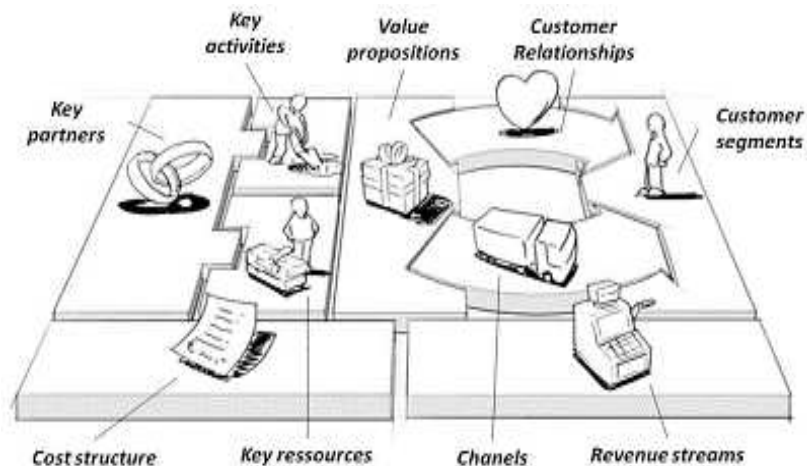 Key
activities
Value
propositions
Customer
Relationships
Key
partners
Customer
segments
Cost structure
Key ressources
Chanels
Revenue streams